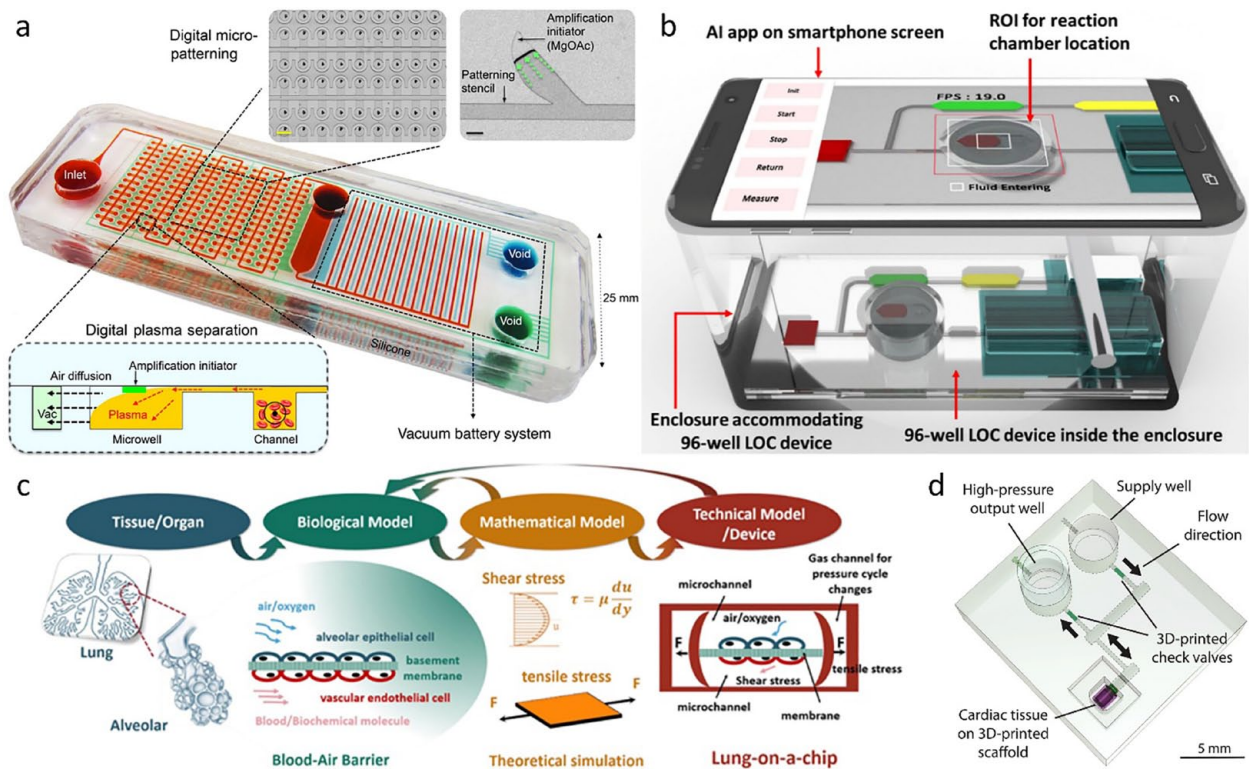 a
Digital micro-
patterning
Amplification
initiator
(MgOAc)
Patterning
stencil
Inlet
Void
Void
25 mm
Silicone
Digital plasma separation
Amplification initiator
Air diffusion
Vac
Plasma
Microwell
Channel
Vacuum battery system
b
AI app on smartphone screen
ROI for reaction
chamber location
Init
Start
Stop
Return
Measure
FPS : 19.0
Fluid Entering
Enclosure accommodating
96-well LOC device
96-well LOC device inside the enclosure
c
Tissue/Organ
Biological Model
Mathematical Model
Technical Model
/Device
Lung
Alveolar
air/oxygen
alveolar epithelial cell
basement
membrane
vascular endothelial cell
Blood/Biochemical molecule
Blood-Air Barrier
Shear stress
u
τ = μ du/dy
tensile stress
F
F
Theoretical simulation
Gas channel for
pressure cycle
changes
microchannel
air/oxygen
F
F
tensile stress
Shear stress
microchannel
membrane
Lung-on-a-chip
d
High-pressure
output well
Supply well
Flow
direction
3D-printed
check valves
Cardiac tissue
on 3D-printed
scaffold
5 mm